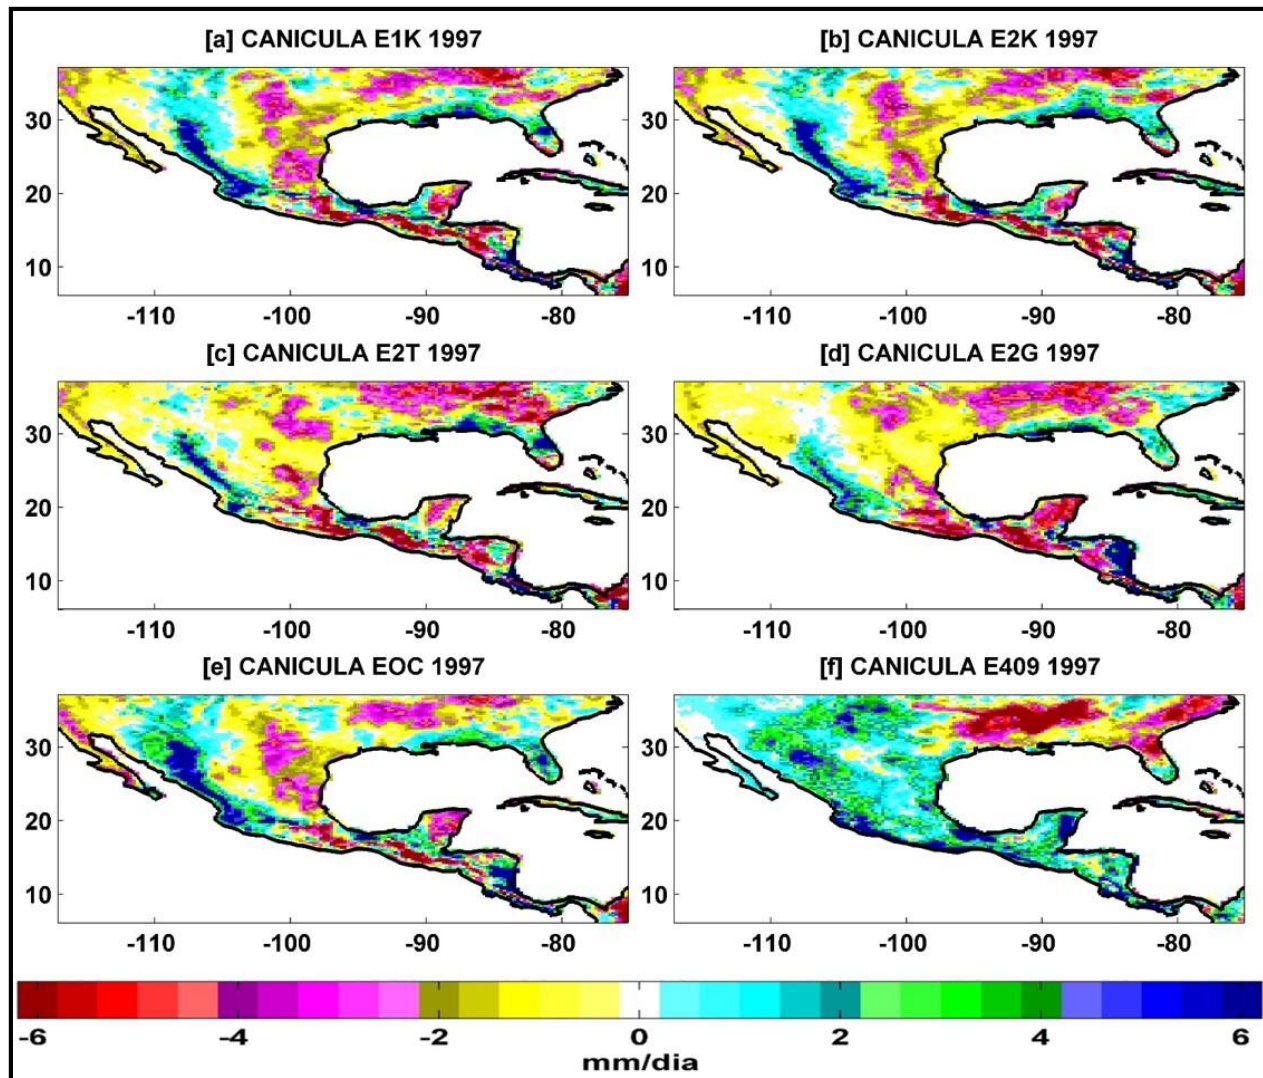 [a] CANICULA E1K 1997
[b] CANICULA E2K 1997
30
20
10
-110 -100 -90 -80
30
20
10
-110 -100 -90 -80
[c] CANICULA E2T 1997
[d] CANICULA E2G 1997
30
20
10
-110 -100 -90 -80
30
20
10
-110 -100 -90 -80
[e] CANICULA EOC 1997
[f] CANICULA E409 1997
30
20
10
-110 -100 -90 -80
30
20
10
-110 -100 -90 -80
-6 -4 -2 0 2 4 6
mm/dia